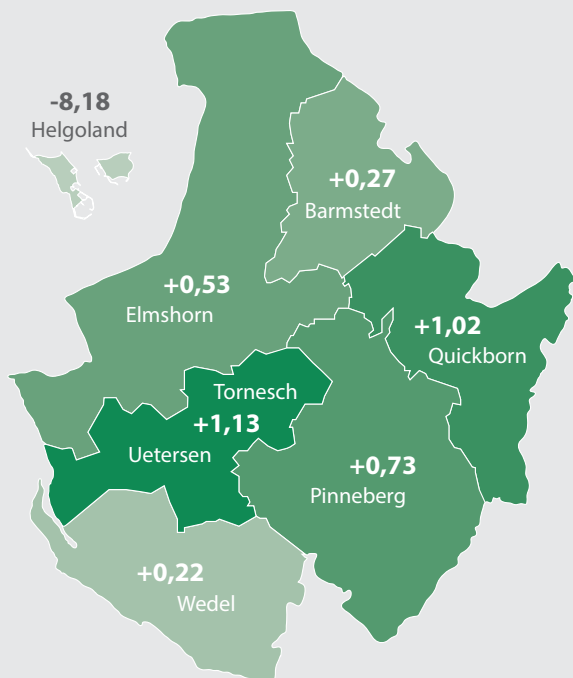 -8,18
Helgoland
+0,27
Barmstedt
+0,53
Elmshorn
+1,02
Quickborn
Tornesch
+1,13
Uetersen
+0,73
Pinneberg
+0,22
Wedel